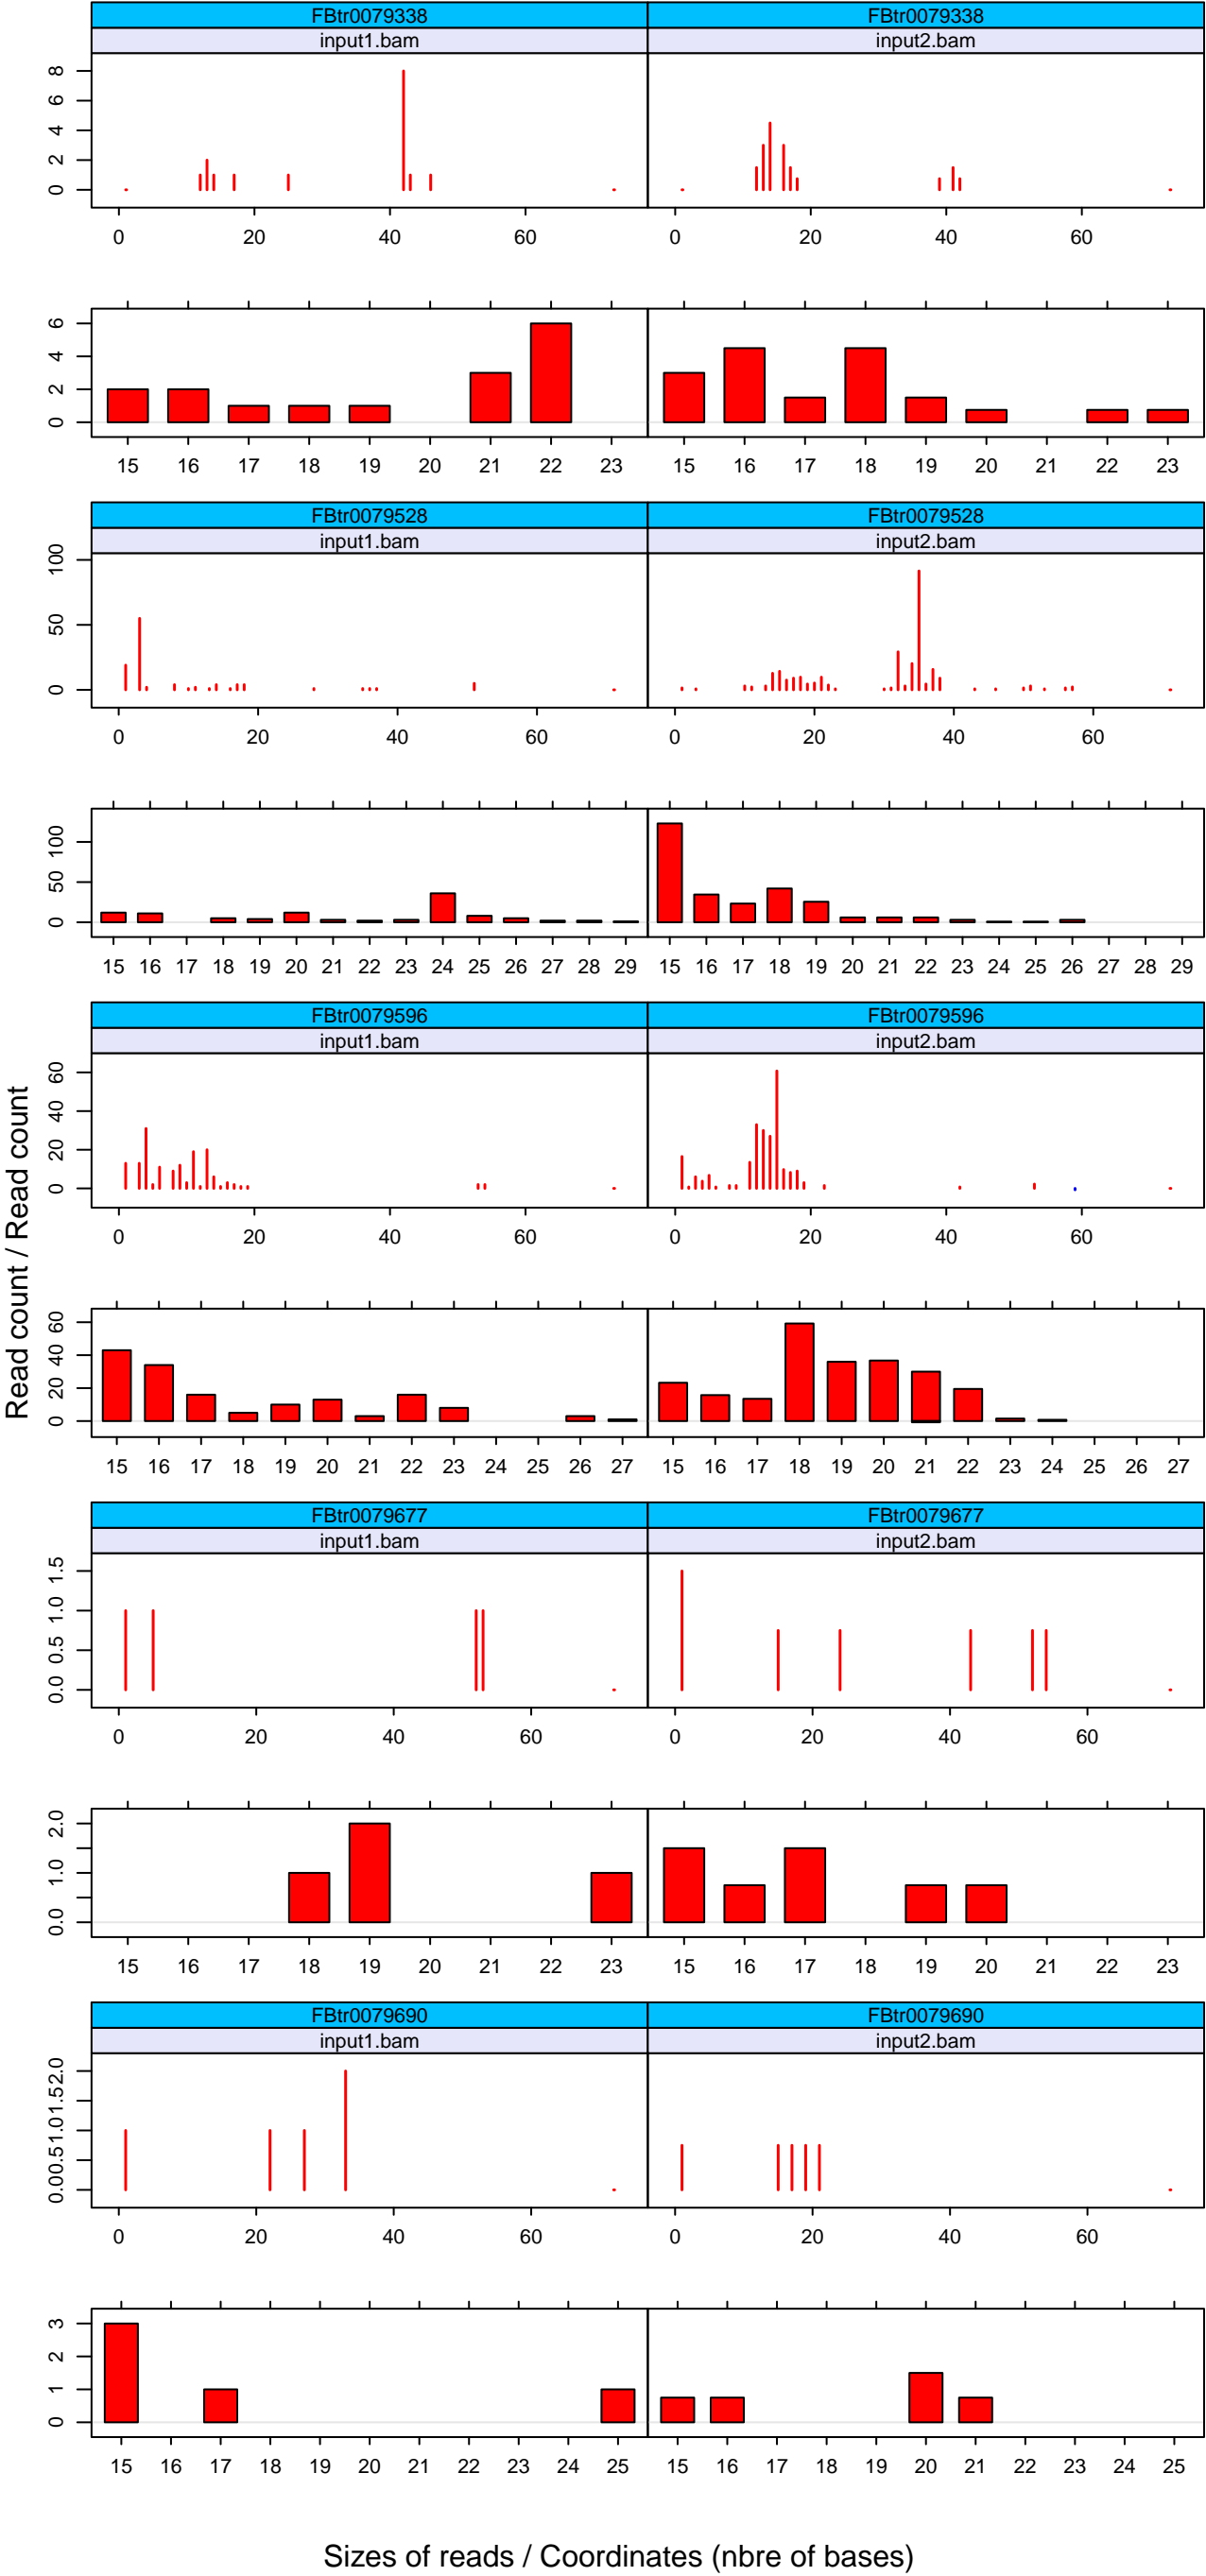 FBtr0079338 FBtr0079338
input1.bam input2.bam
8
6
4
2
0
0 20 40 60 0 20 40 60
6
4
2
0
15 16 17 18 19 20 21 22 23 15 16 17 18 19 20 21 22 23
FBtr0079528 FBtr0079528
input1.bam input2.bam
100
50
0
0 20 40 60 0 20 40 60
100
50
0
15 16 17 18 19 20 21 22 23 24 25 26 27 28 29 15 16 17 18 19 20 21 22 23 24 25 26 27 28 29
FBtr0079596 FBtr0079596
input1.bam input2.bam
60
40
20
0
0 20 40 60 0 20 40 60
Read count / Read count
60
40
20
0
15 16 17 18 19 20 21 22 23 24 25 26 27 15 16 17 18 19 20 21 22 23 24 25 26 27
FBtr0079677 FBtr0079677
input1.bam input2.bam
1.5
1.0
0.5
0.0
0 20 40 60 0 20 40 60
2.0
1.0
0.0
15 16 17 18 19 20 21 22 23 15 16 17 18 19 20 21 22 23
FBtr0079690 FBtr0079690
input1.bam input2.bam
2.0
1.5
1.0
0.5
0.0
0 20 40 60 0 20 40 60
3
2
1
0
15 16 17 18 19 20 21 22 23 24 25 15 16 17 18 19 20 21 22 23 24 25
Sizes of reads / Coordinates (nbre of bases)